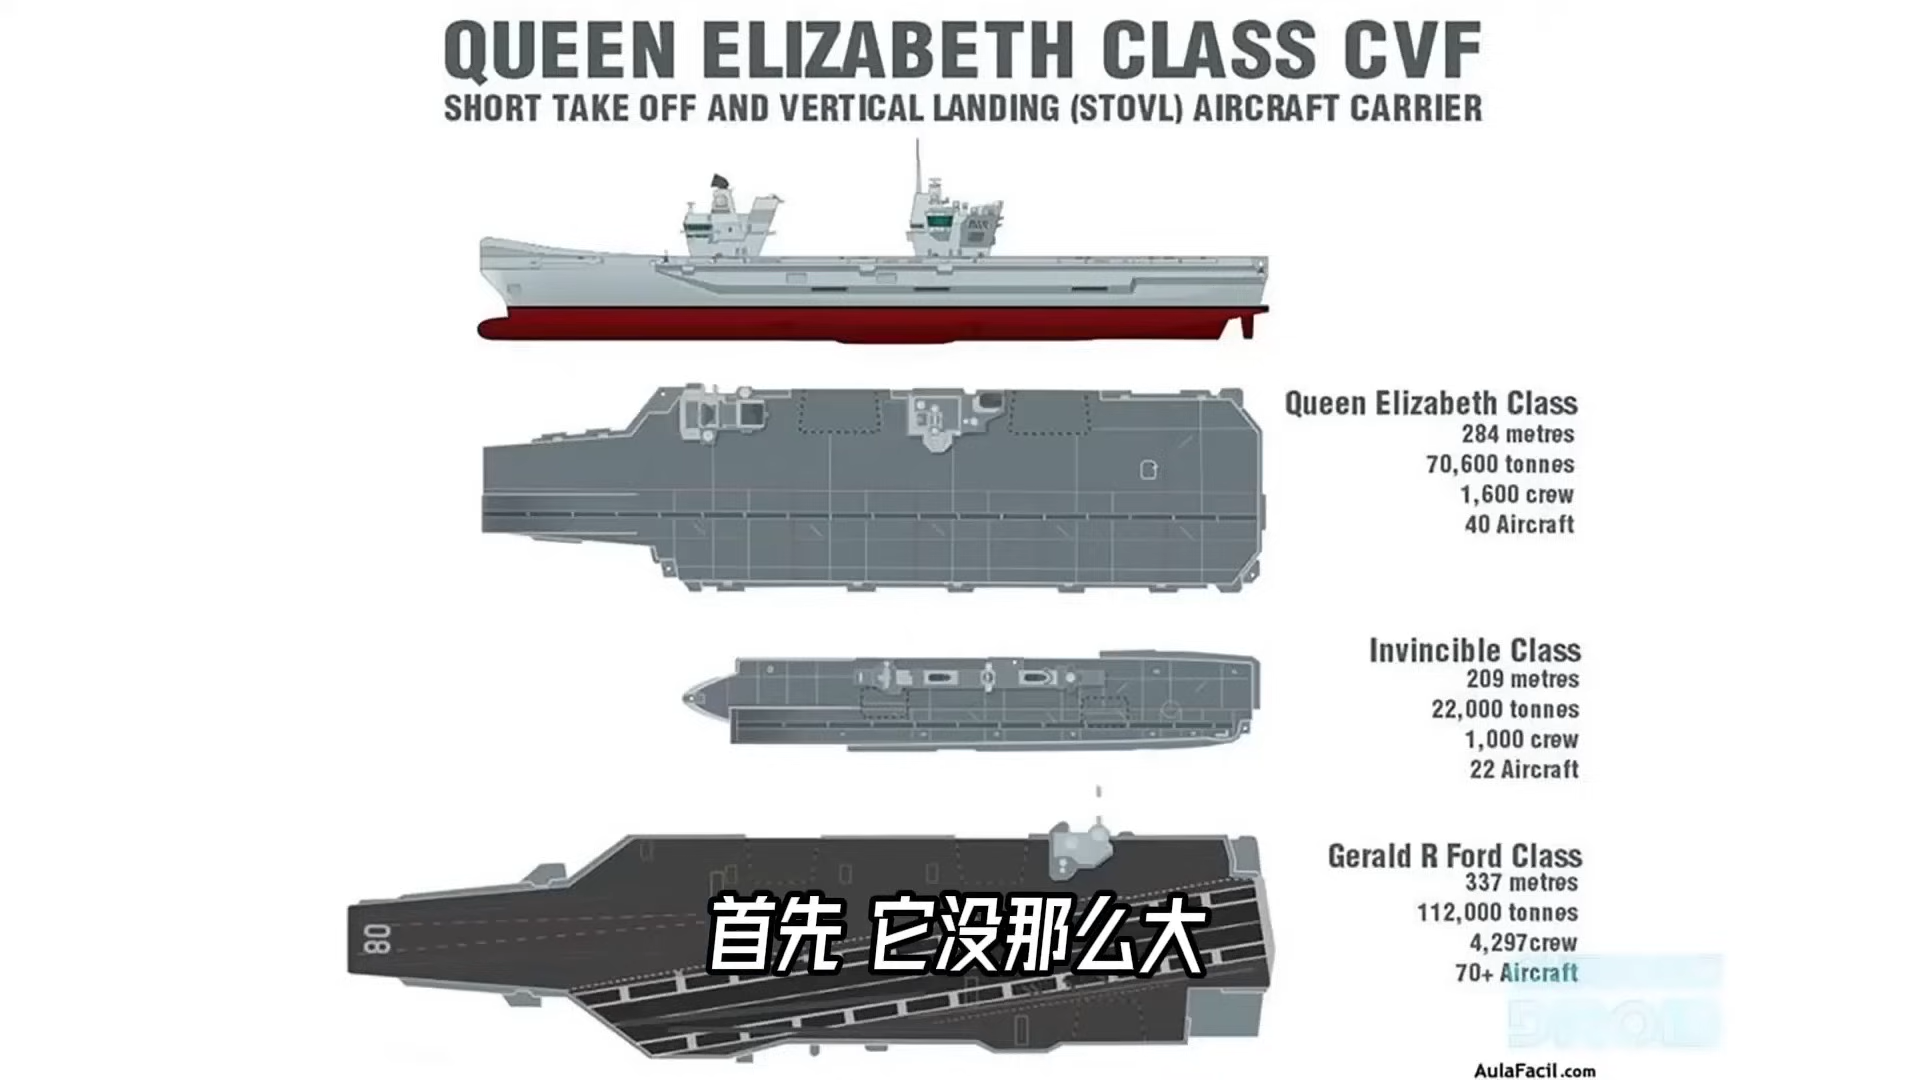 QUEEN ELIZABETH CLASS CVF
SHORT TAKE OFF AND VERTICAL LANDING (STOVL) AIRCRAFT CARRIER
Queen Elizabeth Class
284 metres
70,600 tonnes
1,600 crew
40 Aircraft
Invincible Class
209 metres
22,000 tonnes
1,000 crew
22 Aircraft
Gerald R Ford Class
337 metres
112,000 tonnes
4,297crew
70+ Aircraft
80
首先 它没那么大
AulaFacil.com